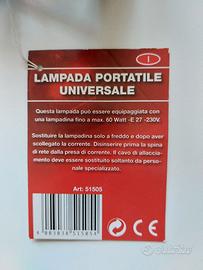 I
LAMPADA PORTATILE
UNIVERSALE
Questa lampada può essere equipaggiata con
una lampadina fino a max. 60 Watt -E 27 -230V.
Sostituire la lampadina solo a freddo e dopo aver
scollegato la corrente. Disinserire prima la spina
di rete dalla presa di corrente. Il cavo di allaccia-
mento deve essere sostituito soltanto da perso-
nale specializzato.
Art: 51505
CE
subito.it